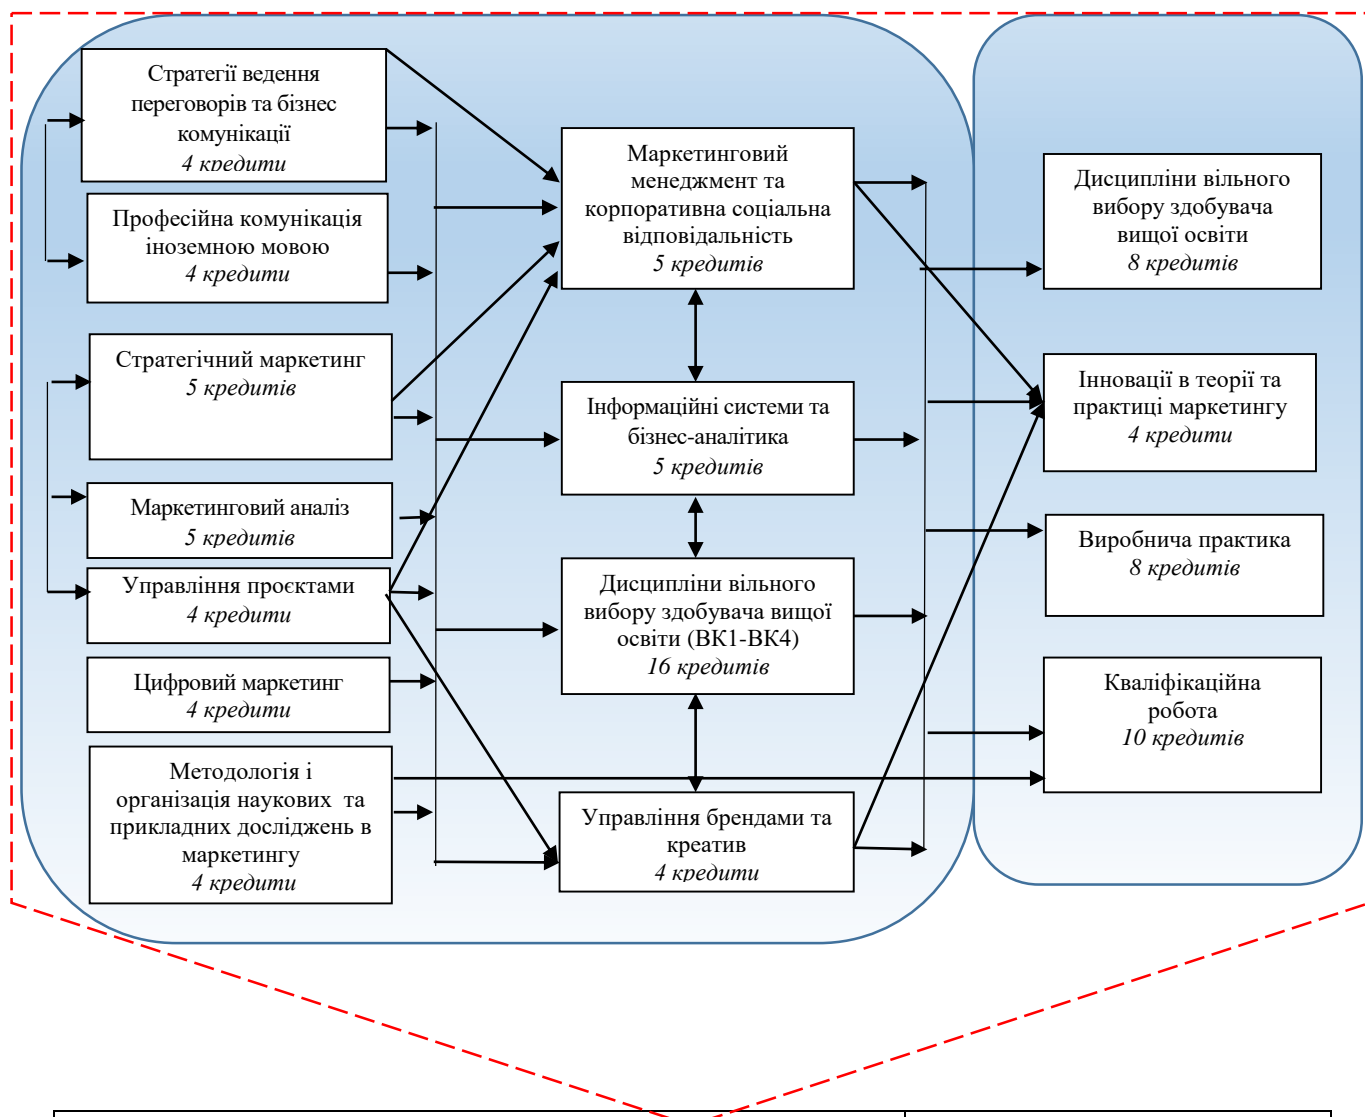 Стратегії ведення
переговорів та бізнес
комунікації
4 кредити
Професійна комунікація
іноземною мовою
4 кредити
Стратегічний маркетинг
5 кредитів
Маркетинговий аналіз
5 кредитів
Управління проєктами
4 кредити
Цифровий маркетинг
4 кредити
Методологія і
організація наукових та
прикладних досліджень в
маркетингу
4 кредити
Маркетинговий
менеджмент та
корпоративна соціальна
відповідальність
5 кредитів
Інформаційні системи та
бізнес-аналітика
5 кредитів
Дисципліни вільного
вибору здобувача вищої
освіти (ВК1-ВК4)
16 кредитів
Управління брендами та
креатив
4 кредити
Дисципліни вільного
вибору здобувача
вищої освіти
8 кредитів
Інновації в теорії та
практиці маркетингу
4 кредити
Виробнича практика
8 кредитів
Кваліфікаційна
робота
10 кредитів